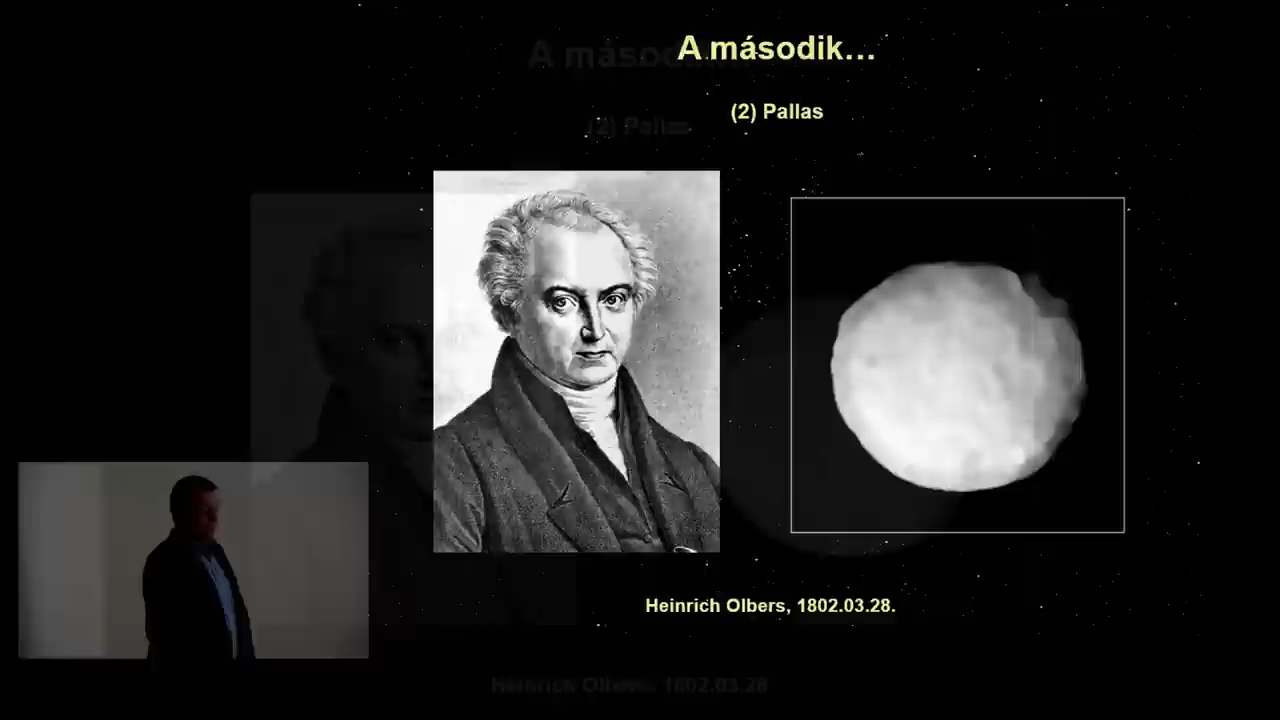 A második…
(2) Pallas
Heinrich Olbers, 1802.03.28.